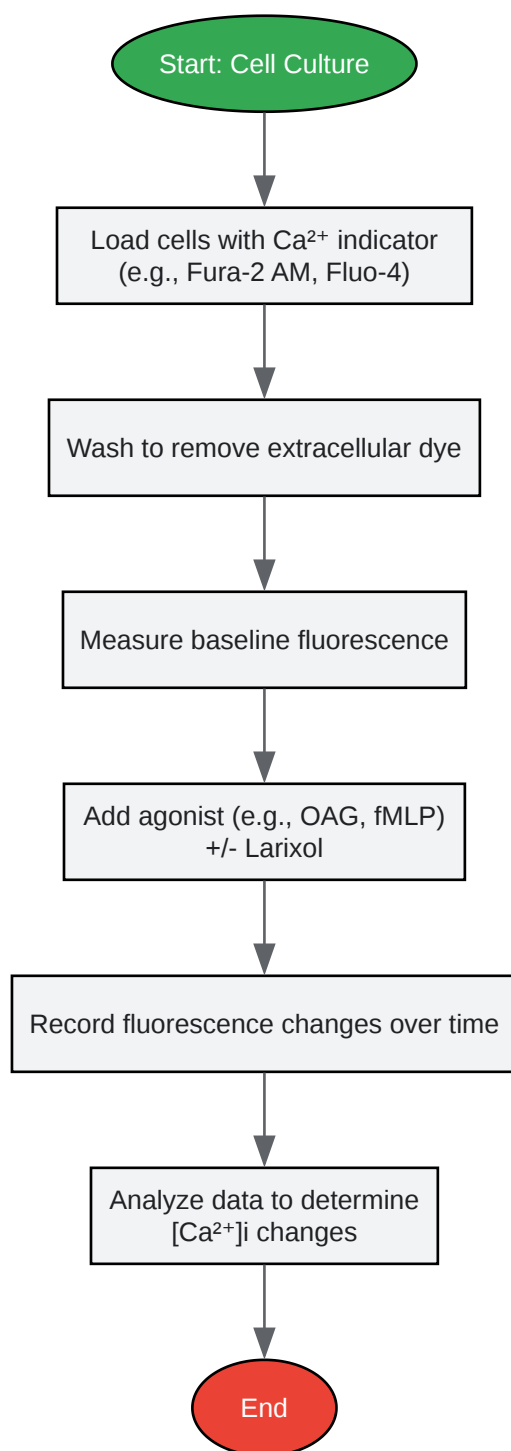 Start: Cell Culture
Load cells with Ca²⁺ indicator
(e.g., Fura-2 AM, Fluo-4)
Wash to remove extracellular dye
Measure baseline fluorescence
Add agonist (e.g., OAG, fMLP)
+/- Larixol
Record fluorescence changes over time
Analyze data to determine
[Ca²⁺]i changes
End